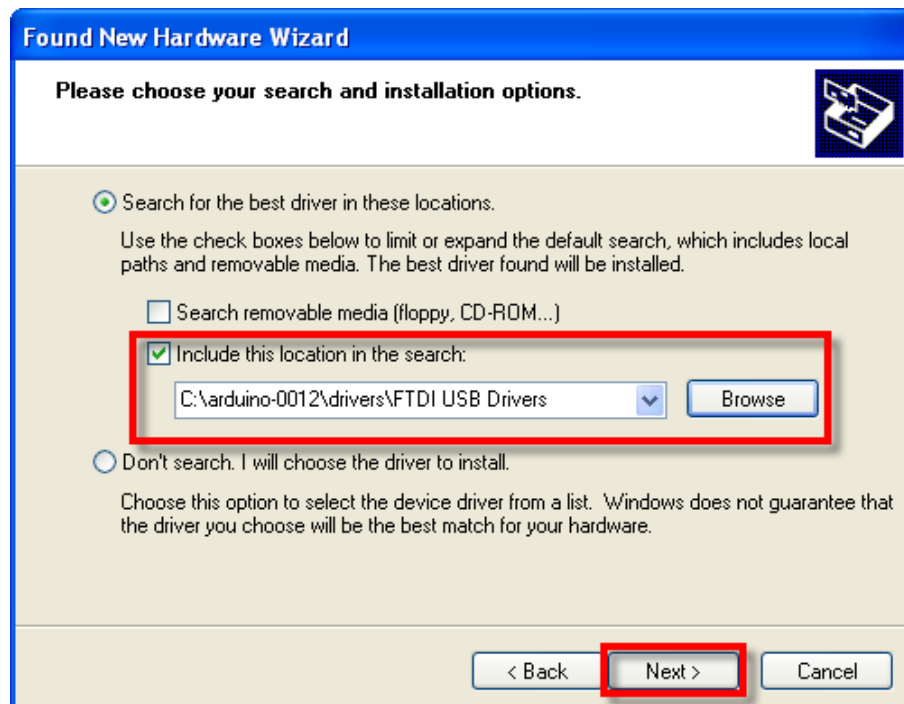 Found New Hardware Wizard
Please choose your search and installation options.
Search for the best driver in these locations.
Use the check boxes below to limit or expand the default search, which includes local
paths and removable media. The best driver found will be installed.
Search removable media (floppy, CD-ROM...)
Include this location in the search:
C:\arduino-0012\drivers\FTDI USB Drivers
Browse
Don't search. I will choose the driver to install.
Choose this option to select the device driver from a list. Windows does not guarantee that
the driver you choose will be the best match for your hardware.
< Back
Next >
Cancel